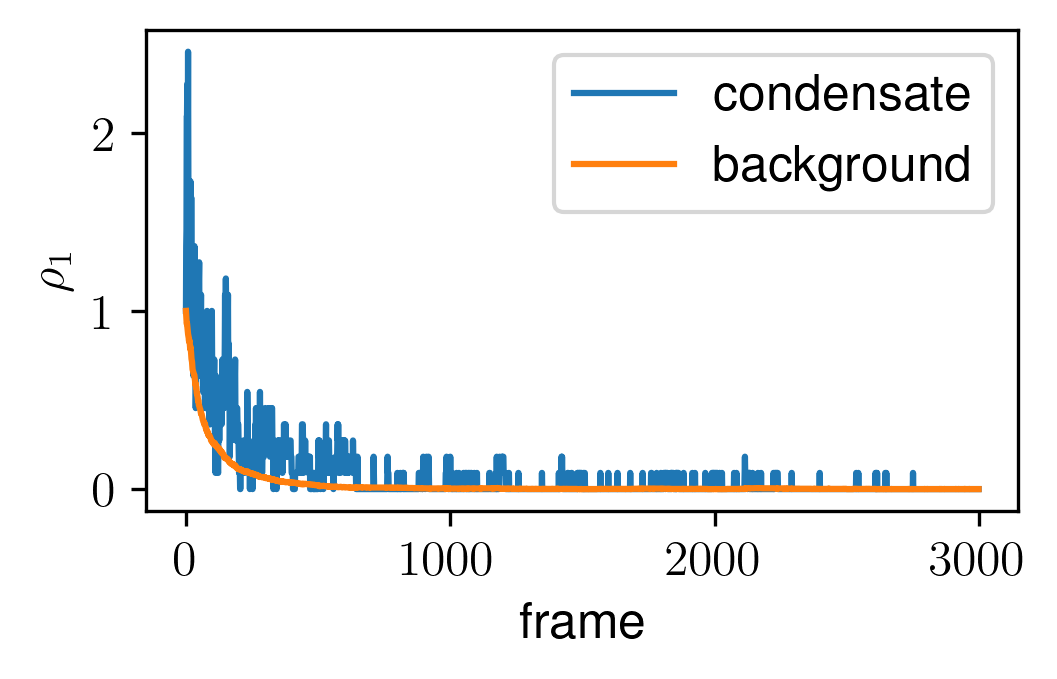 condensate
background
2
1
0
ρ₁
0 1000 2000 3000
frame